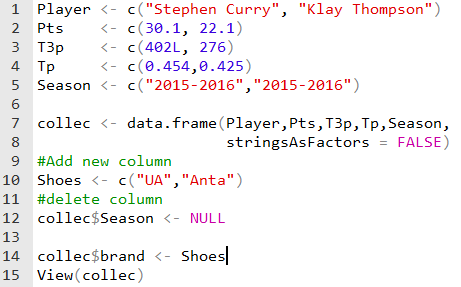 1 Player <- c("Stephen Curry", "Klay Thompson")
2 Pts    <- c(30.1, 22.1)
3 T3p    <- c(402L, 276)
4 Tp     <- c(0.454,0.425)
5 Season <- c("2015-2016","2015-2016")
6
7 collec <- data.frame(Player,Pts,T3p,Tp,Season,
8                      stringsAsFactors = FALSE)
9 #Add new column
10 Shoes <- c("UA","Anta")
11 #delete column
12 collec$Season <- NULL
13
14 collec$brand <- Shoes
15 View(collec)